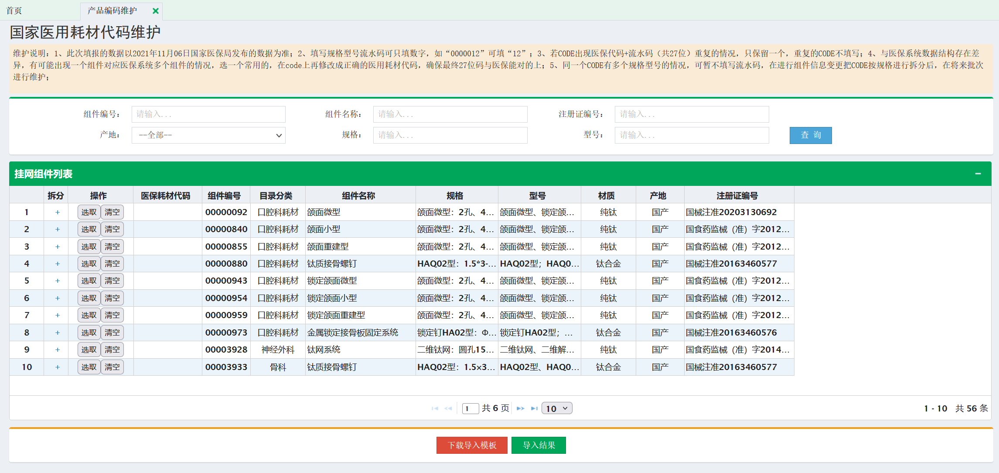 首页 产品编码维护
国家医用耗材代码维护
维护说明：1、此次填报的数据以2021年11月06日国家医保局发布的数据为准；2、填写规格型号流水码可只填数字，如“0000012”可填“12”；3、若CODE出现医保代码+流水码（共27位）重复的情况，只保留一个，重复的CODE不填写；4、与医保系统数据结构存在差
异，有可能出现一个组件对应医保系统多个组件的情况，选一个常用的，在code上再修改成正确的医用耗材代码，确保最终27位码与医保能对的上；5、同一个CODE有多个规格型号的情况，可暂不填写流水码，在进行组件信息变更把CODE按规格进行拆分后，在将来批次
进行维护；
组件编号： 请输入... 组件名称： 请输入... 注册证编号： 请输入...
产地： --全部-- 规格： 请输入... 型号： 请输入... 查 询
挂网组件列表
拆分 操作 医保耗材代码 组件编号 目录分类 组件名称 规格 型号 材质 产地 注册证编号
1 + 选取 清空 00000092 口腔科耗材 颌面微型 颌面微型：2孔、4... 颌面微型、锁定颌... 纯钛 国产 国械注准20203130692
2 + 选取 清空 00000840 口腔科耗材 颌面小型 颌面微型：2孔、4... 颌面微型、锁定颌... 纯钛 国产 国食药监械（准）字2012...
3 + 选取 清空 00000855 口腔科耗材 颌面重建型 颌面微型：2孔、4... 颌面微型、锁定颌... 纯钛 国产 国食药监械（准）字2012...
4 + 选取 清空 00000880 口腔科耗材 钛质接骨螺钉 HAQ02型：1.5*3-... HAQ02型；HAQ0... 钛合金 国产 国械注准20163460577
5 + 选取 清空 00000943 口腔科耗材 锁定颌面微型 颌面微型：2孔、4... 颌面微型、锁定颌... 纯钛 国产 国食药监械（准）字2012...
6 + 选取 清空 00000954 口腔科耗材 锁定颌面小型 颌面微型：2孔、4... 颌面微型、锁定颌... 纯钛 国产 国食药监械（准）字2012...
7 + 选取 清空 00000959 口腔科耗材 锁定颌面重建型 颌面微型：2孔、4... 颌面微型、锁定颌... 纯钛 国产 国食药监械（准）字2012...
8 + 选取 清空 00000973 口腔科耗材 金属锁定接骨板固定系统 锁定钉HA02型：Φ... 锁定钉HA02型；... 钛合金 国产 国械注准20163460576
9 + 选取 清空 00003928 神经外科 钛网系统 二维钛网：圆孔15... 二维钛网、二维解... 纯钛 国产 国食药监械（准）字2014...
10 + 选取 清空 00003933 骨科 钛质接骨螺钉 HAQ02型：1.5×3... HAQ02型、HAQ0... 钛合金 国产 国械注准20163460577
1 共 6 页 10 1 - 10 共 56 条
下载导入模板 导入结果